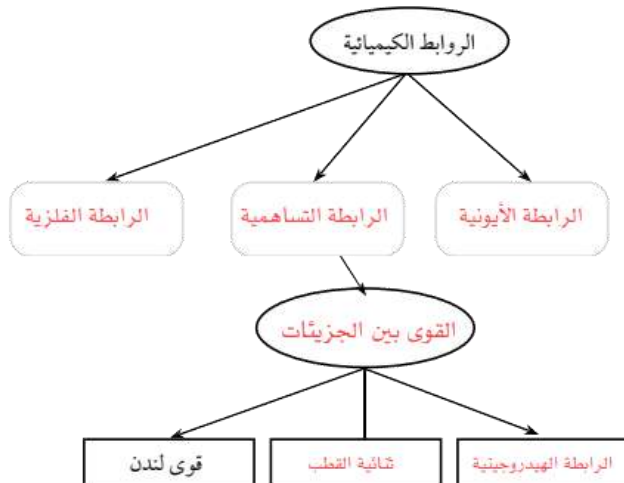 الروابط الكيميائية
الرابطة الأيونية
الرابطة التساهمية
الرابطة الفلزية
القوى بين الجزيئات
الرابطة الهيدروجينية
ثنائية القطب
قوى لندن